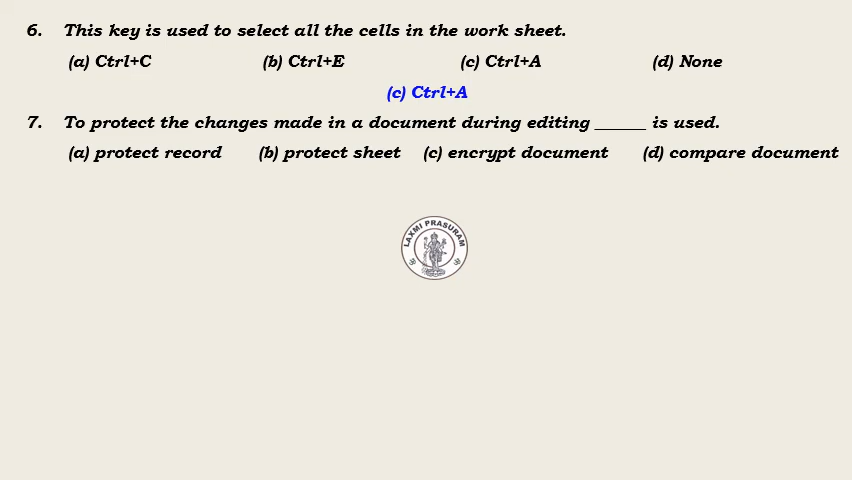 6. This key is used to select all the cells in the work sheet.
(a) Ctrl+C (b) Ctrl+E (c) Ctrl+A (d) None
(c) Ctrl+A
7. To protect the changes made in a document during editing ______ is used.
(a) protect record (b) protect sheet (c) encrypt document (d) compare document
LAXMI PRASURAM